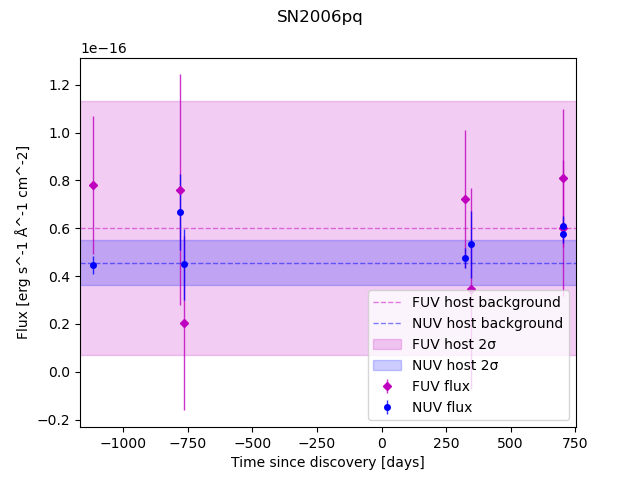 SN2006pq
1e−16
1.2
1.0
0.8
0.6
0.4
0.2
0.0
−0.2
Flux [erg s^-1 Å^-1 cm^-2]
FUV host background
NUV host background
FUV host 2σ
NUV host 2σ
FUV flux
NUV flux
−1000 −750 −500 −250 0 250 500 750
Time since discovery [days]